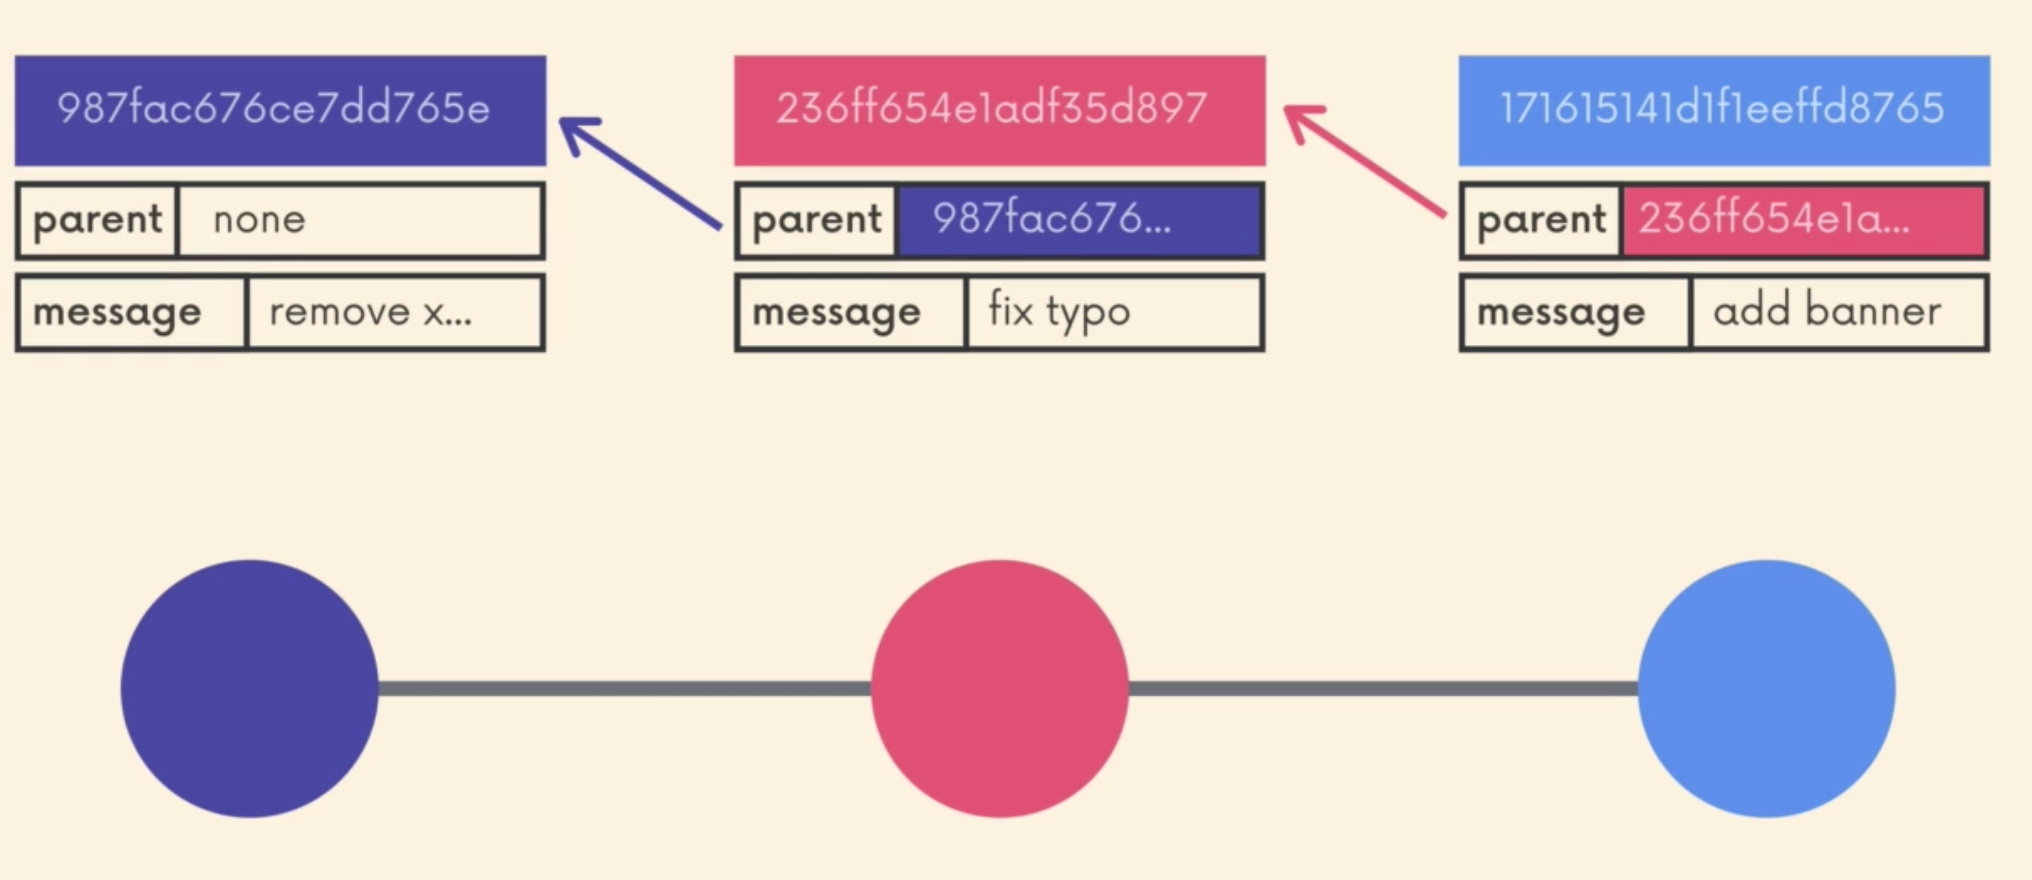 987fac676ce7dd765e
parent none
message remove x...
236ff654e1adf35d897
parent 987fac676...
message fix typo
171615141d1f1eeffd8765
parent 236ff654e1a...
message add banner